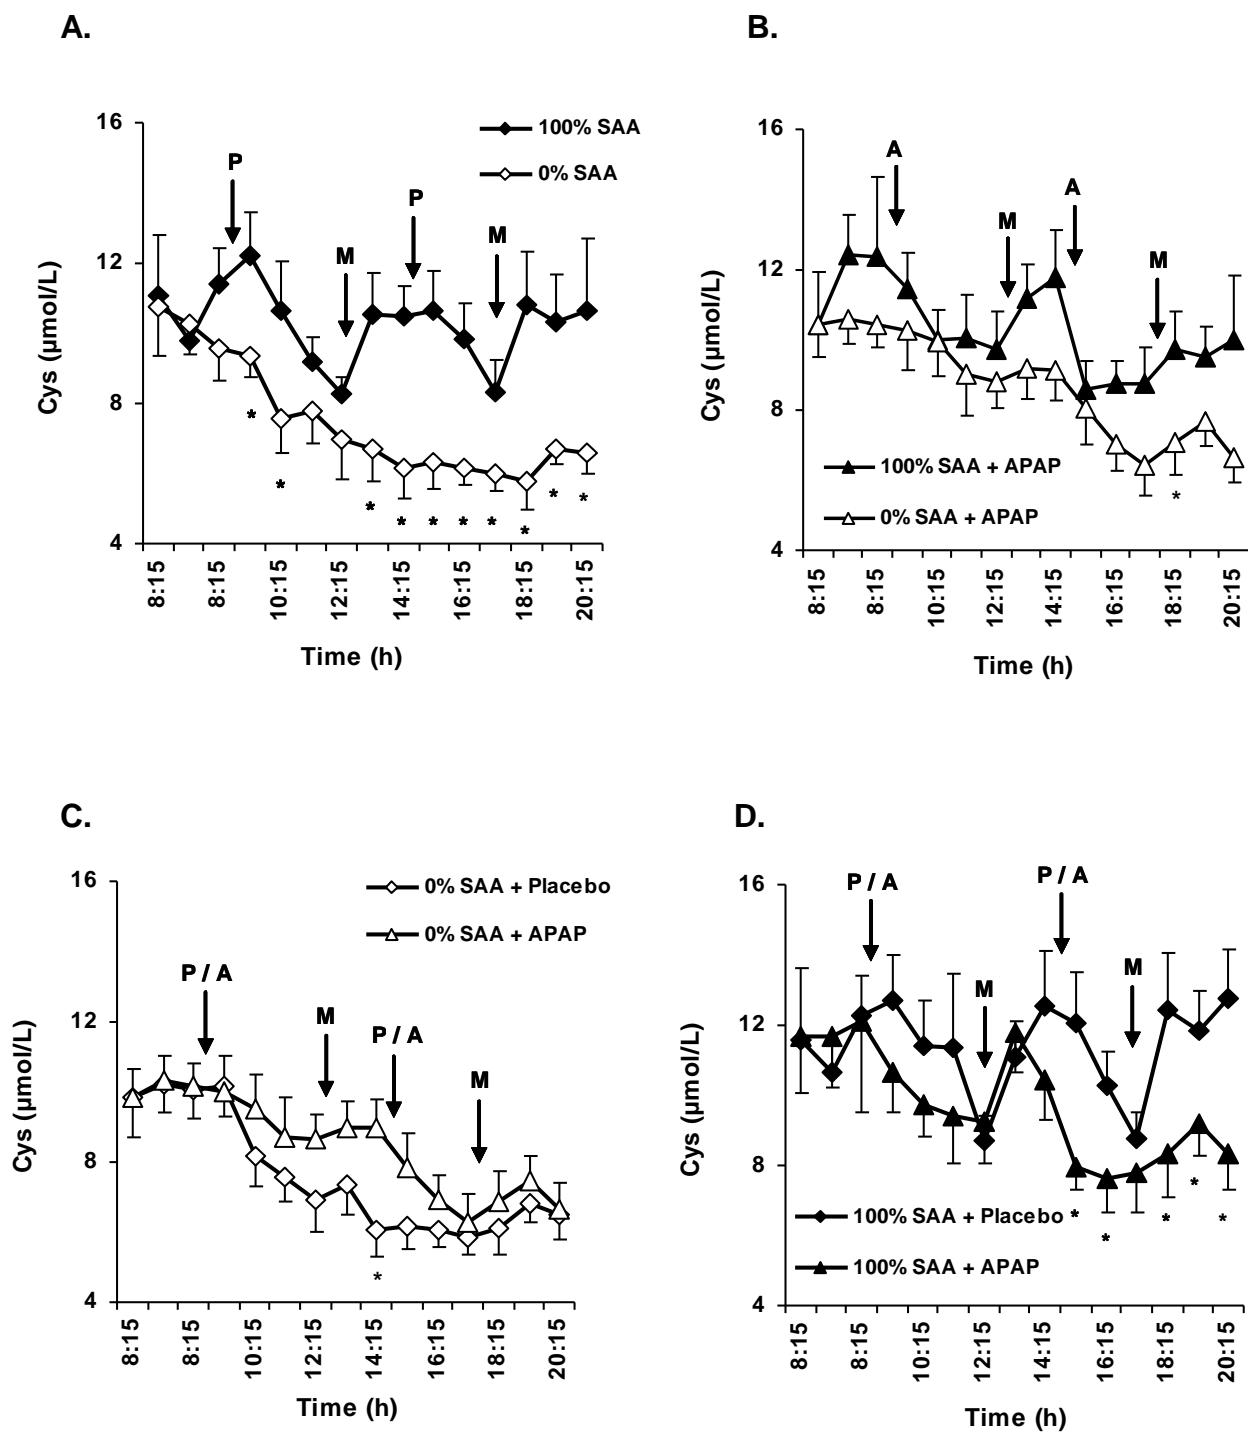 A.
16
12
8
4
Cys (µmol/L)
100% SAA
0% SAA
P
M
P
M
*
*
*
*
*
*
*
*
*
*
8:15
8:15
10:15
12:15
14:15
16:15
18:15
20:15
Time (h)
B.
16
12
8
4
Cys (µmol/L)
A
M
A
M
100% SAA + APAP
0% SAA + APAP
*
8:15
8:15
10:15
12:15
14:15
16:15
18:15
20:15
Time (h)
C.
16
12
8
4
Cys (µmol/L)
0% SAA + Placebo
0% SAA + APAP
P / A
M
P / A
M
*
8:15
8:15
10:15
12:15
14:15
16:15
18:15
20:15
Time (h)
D.
16
12
8
4
Cys (µmol/L)
P / A
M
P / A
M
100% SAA + Placebo
100% SAA + APAP
*
*
*
*
*
8:15
8:15
10:15
12:15
14:15
16:15
18:15
20:15
Time (h)